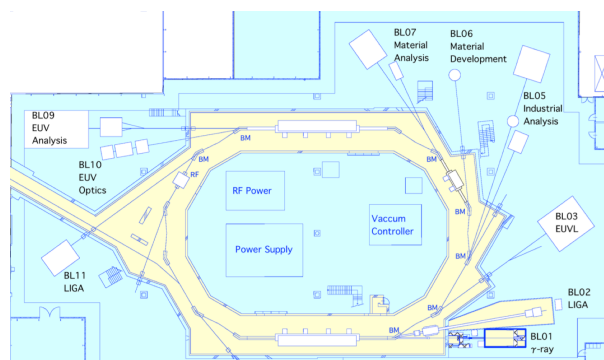 BL07
Material
Analysis
BL06
Material
Development
BL05
Industrial
Analysis
BL09
EUV
Analysis
BL10
EUV
Optics
BM
BM
BM
BM
RF
BM
RF Power
Vaccum
Controller
Power Supply
BL03
EUVL
BL11
LIGA
BM
BL02
LIGA
BM
BM
BL01
γ-ray